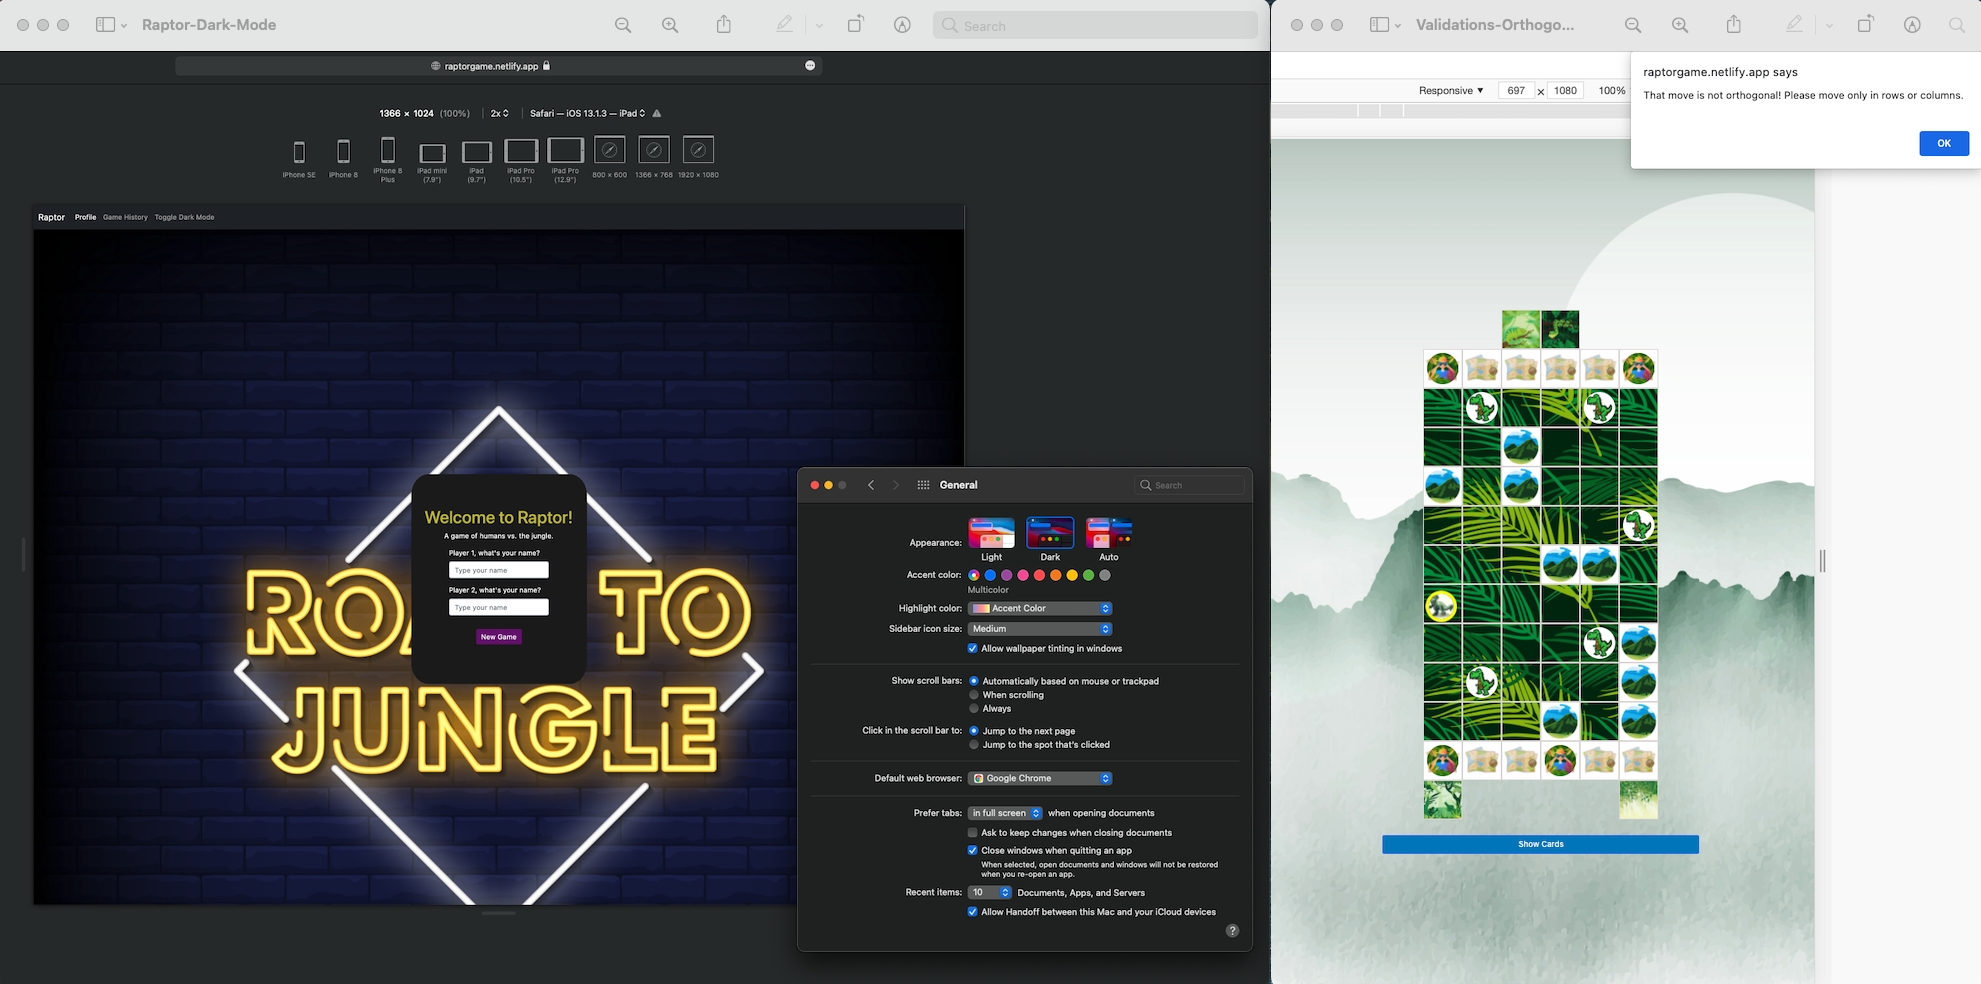 Raptor-Dark-Mode
Search
raptorgame.netlify.app
1366 × 1024 (100%) 2x Safari — iOS 13.1.3 — iPad
iPhone SE
iPhone 8
iPhone 8 Plus
iPad mini (7.9")
iPad (9.7")
iPad Pro (10.5")
iPad Pro (12.9")
800 × 600
1366 × 768
1920 × 1080
Raptor Profile Game History Toggle Dark Mode
Welcome to Raptor!
A game of humans vs. the jungle.
Player 1, what's your name?
Type your name
Player 2, what's your name?
Type your name
New Game
ROA TO
JUNGLE
General
Search
Appearance:
Light
Dark
Auto
Accent color:
Multicolor
Highlight color: Accent Color
Sidebar icon size: Medium
Allow wallpaper tinting in windows
Show scroll bars: Automatically based on mouse or trackpad
When scrolling
Always
Click in the scroll bar to: Jump to the next page
Jump to the spot that's clicked
Default web browser: Google Chrome
Prefer tabs: in full screen when opening documents
Ask to keep changes when closing documents
Close windows when quitting an app
When selected, open documents and windows will not be restored
when you re-open an app.
Recent items: 10 Documents, Apps, and Servers
Allow Handoff between this Mac and your iCloud devices
?
Validations-Orthogo...
Responsive ▼ 697 × 1080 100%
raptorgame.netlify.app says
That move is not orthogonal! Please move only in rows or columns.
OK
Show Cards